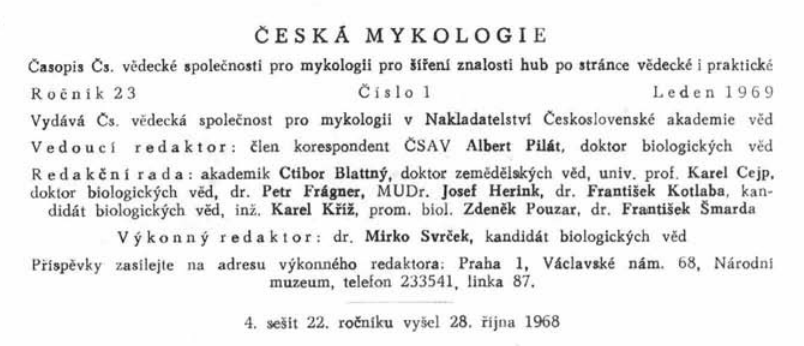 ČESKÁ MYKOLOGIE
Časopis Čs. vědecké společnosti pro mykologii pro šíření znalosti hub po stránce vědecké i praktické
Ročník 23 Číslo 1 Leden 1969
Vydává Čs. vědecká společnost pro mykologii v Nakladatelství Československé akademie věd
Vedoucí redaktor: člen korespondent ČSAV Albert Pilát, doktor biologických věd
Redakční rada: akademik Ctibor Blattný, doktor zemědělských věd, univ. prof. Karel Cejp,
doktor biologických věd, dr. Petr Frágner, MUDr. Josef Herink, dr. František Kotlaba, kan-
didát biologických věd, inž. Karel Kříž, prom. biol. Zdeněk Pouzar, dr. František Šmarda
Výkonný redaktor: dr. Mirko Svrček, kandidát biologických věd
Příspěvky zasílejte na adresu výkonného redaktora: Praha 1, Václavské nám. 68, Národní
muzeum, telefon 233541, linka 87.
4. sešit 22. ročníku vyšel 28. října 1968